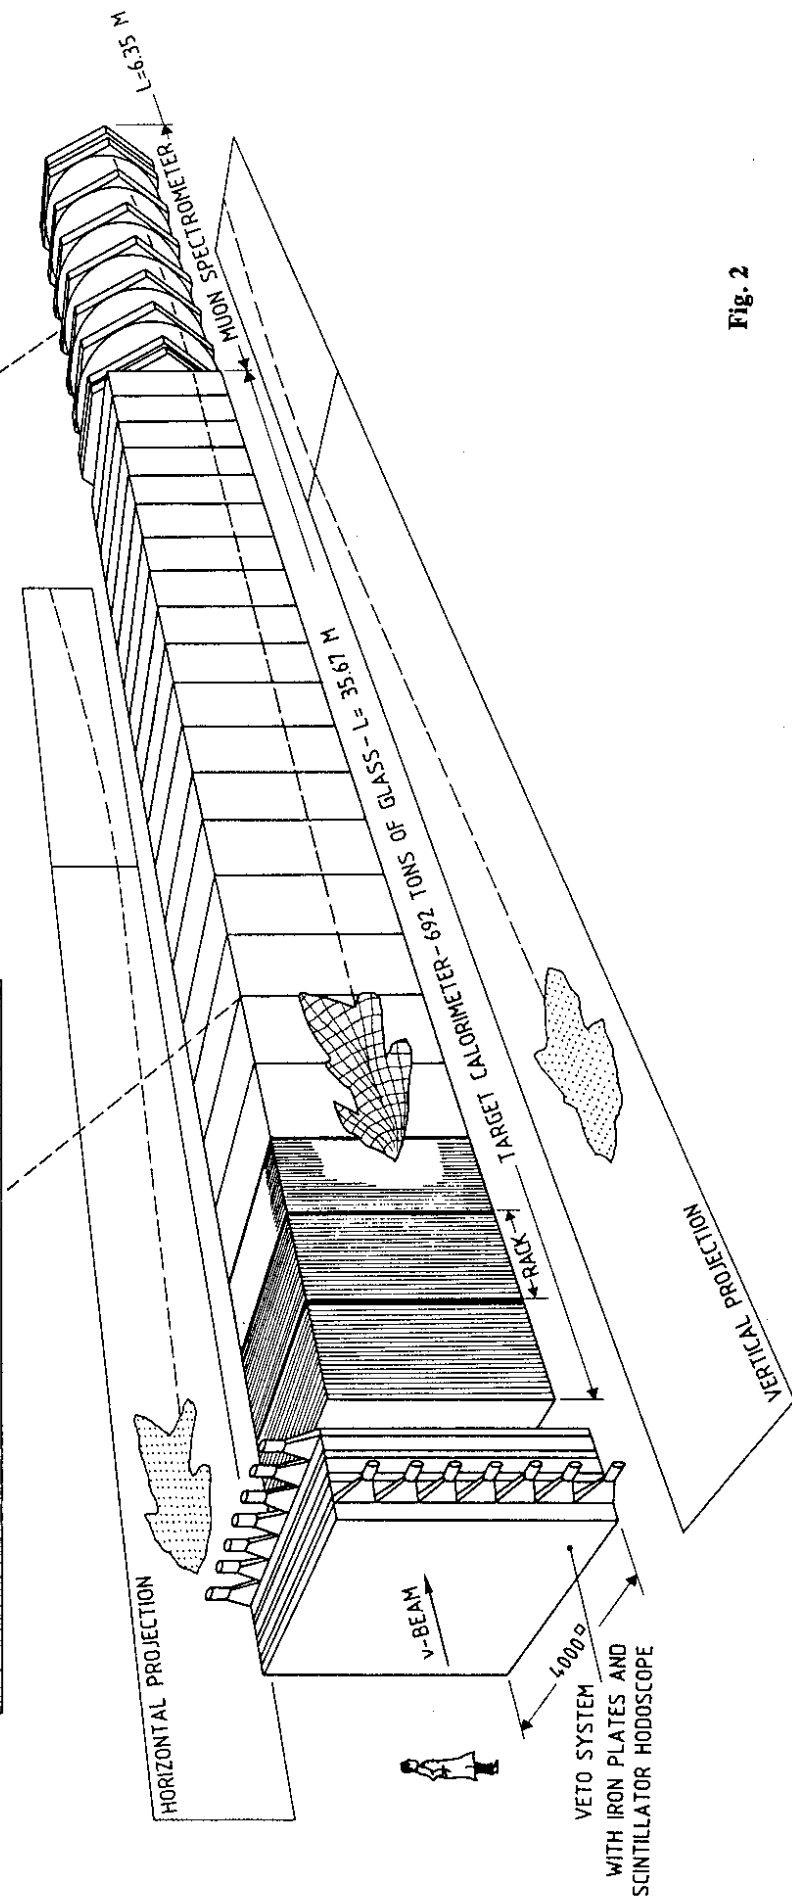 HORIZONTAL PROJECTION
ν-BEAM
4000□
VETO SYSTEM
WITH IRON PLATES AND
SCINTILLATOR HODOSCOPE
RACK
TARGET CALORIMETER - 692 TONS OF GLASS - L = 35.67 M
MUON SPECTROMETER
L=6.35 M
VERTICAL PROJECTION
Fig. 2